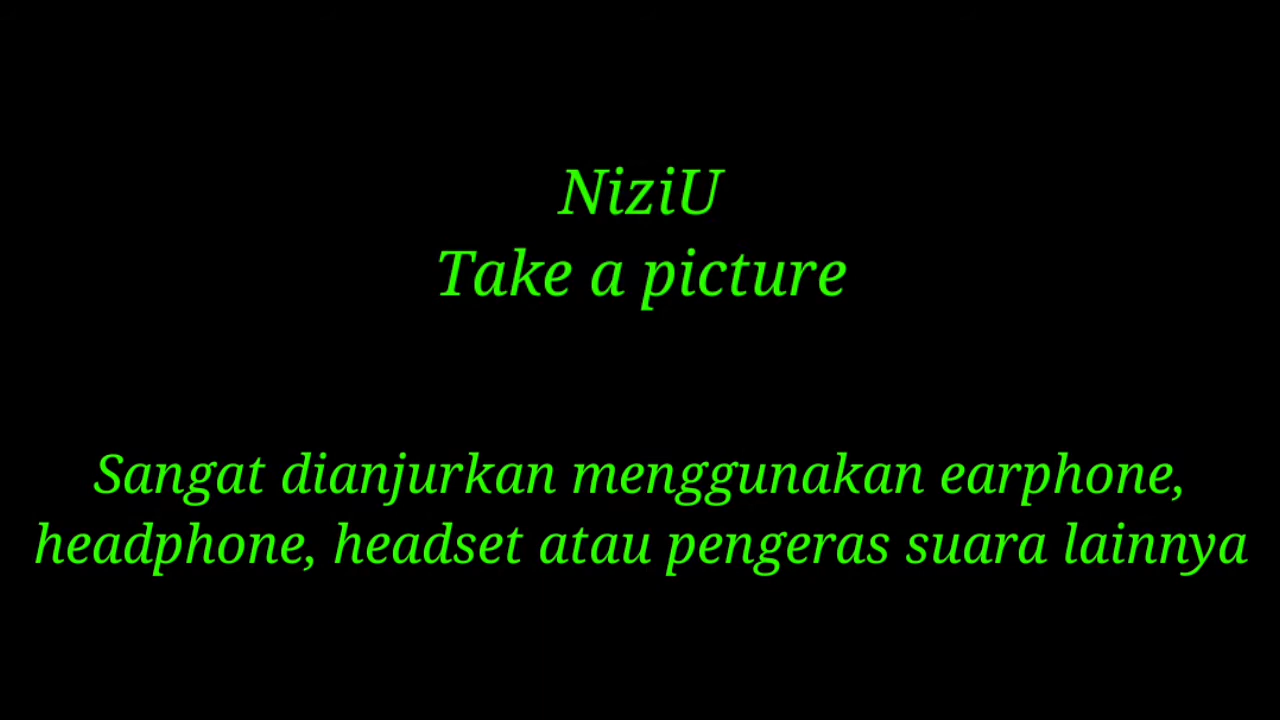 NiziU
Take a picture
Sangat dianjurkan menggunakan earphone,
headphone, headset atau pengeras suara lainnya